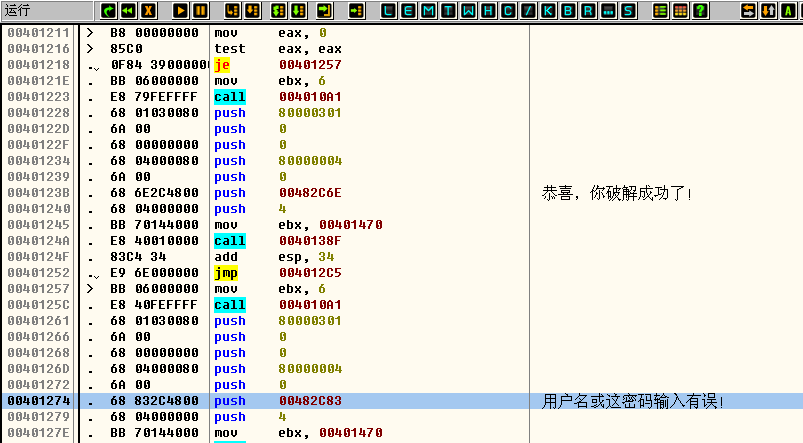 运行
L E M T W H C / K B R ... S
A
00401211 > B8 00000000 mov eax, 0
00401216 > 85C0 test eax, eax
00401218 .⌄ 0F84 39000000 je 00401257
0040121E . BB 06000000 mov ebx, 6
00401223 . E8 79FEFFFF call 004010A1
00401228 . 68 01030080 push 80000301
0040122D . 6A 00 push 0
0040122F . 68 00000000 push 0
00401234 . 68 04000080 push 80000004
00401239 . 6A 00 push 0
0040123B . 68 6E2C4800 push 00482C6E 恭喜，你破解成功了!
00401240 . 68 04000000 push 4
00401245 . BB 70144000 mov ebx, 00401470
0040124A . E8 40010000 call 0040138F
0040124F . 83C4 34 add esp, 34
00401252 .⌄ E9 6E000000 jmp 004012C5
00401257 > BB 06000000 mov ebx, 6
0040125C . E8 40FEFFFF call 004010A1
00401261 . 68 01030080 push 80000301
00401266 . 6A 00 push 0
00401268 . 68 00000000 push 0
0040126D . 68 04000080 push 80000004
00401272 . 6A 00 push 0
00401274 . 68 832C4800 push 00482C83 用户名或这密码输入有误!
00401279 . 68 04000000 push 4
0040127E . BB 70144000 mov ebx, 00401470